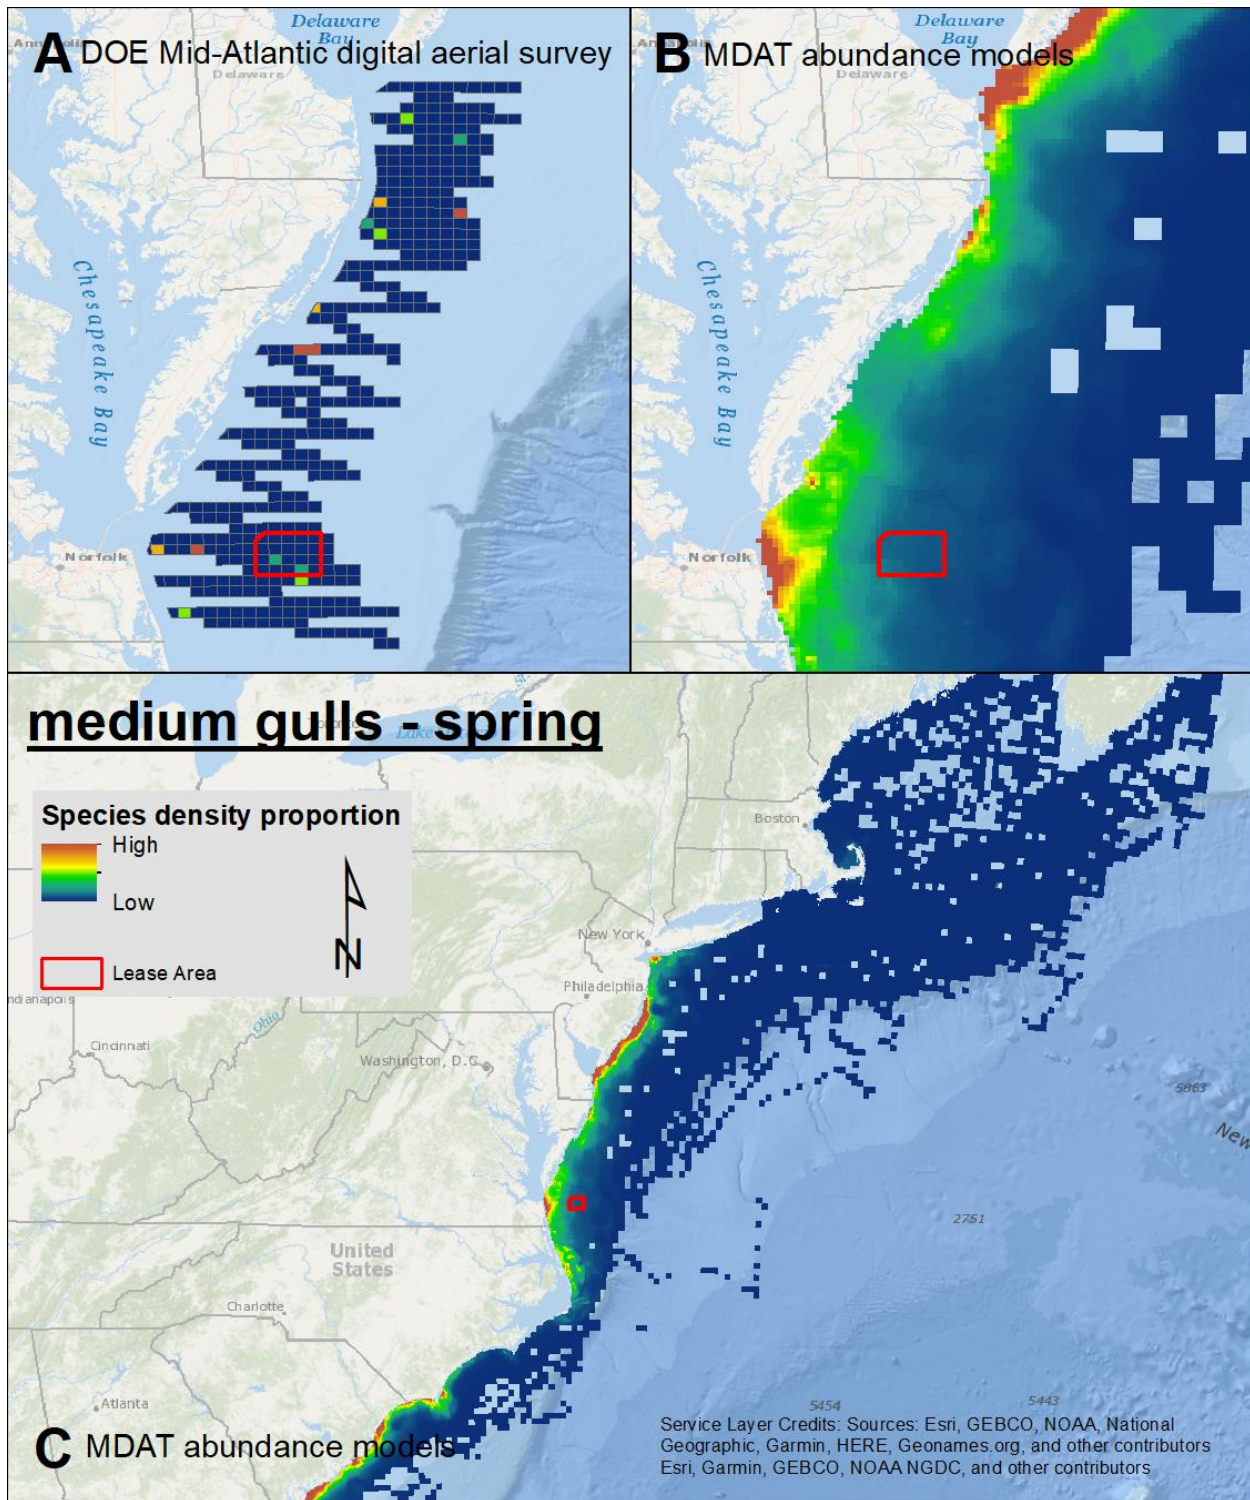 Delaware
Bay
A DOE Mid-Atlantic digital aerial survey
Delaware
Chesapeake Bay
Norfolk
Delaware
Bay
B MDAT abundance models
Delaware
Chesapeake Bay
Norfolk
medium gulls - spring
Species density proportion
High
Low
N
Lease Area
Boston
New York
Philadelphia
ndianapolis
Ohio
Cincinnati
Washington, D.C.
5863
New
2751
United
States
Charlotte
Atlanta
5454
5443
C MDAT abundance models
Service Layer Credits: Sources: Esri, GEBCO, NOAA, National
Geographic, Garmin, HERE, Geonames.org, and other contributors
Esri, Garmin, GEBCO, NOAA NGDC, and other contributors